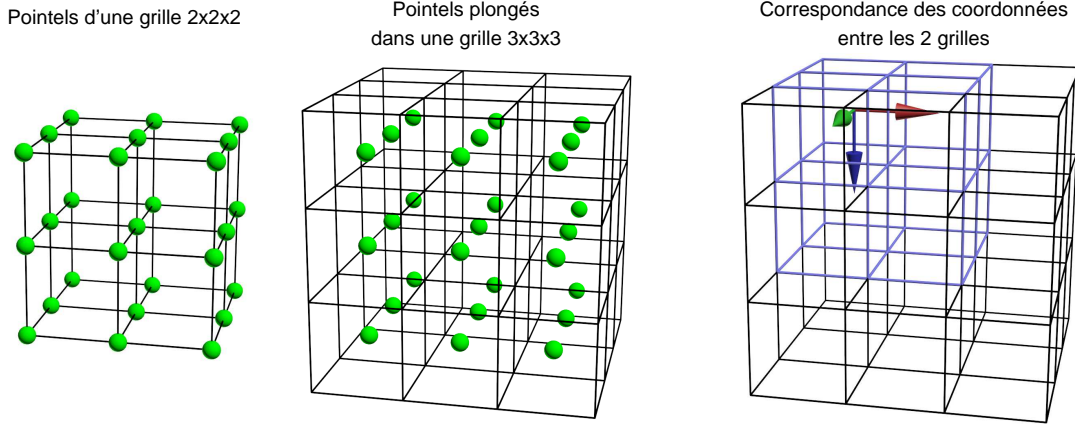 Pointels d'une grille 2x2x2
Pointels plongés
dans une grille 3x3x3
Correspondance des coordonnées
entre les 2 grilles